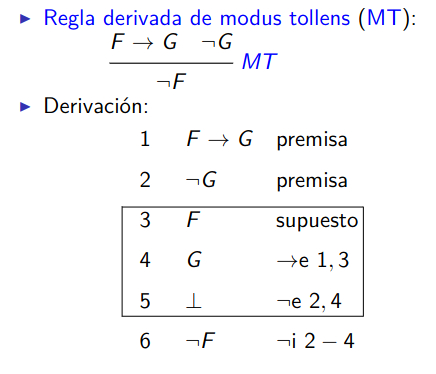 ▶ Regla derivada de modus tollens (MT):
F → G ¬G
¬F
MT
▶ Derivación:
1 F → G premisa
2 ¬G premisa
3 F supuesto
4 G →e 1, 3
5 ⊥ ¬e 2, 4
6 ¬F ¬i 2 − 4